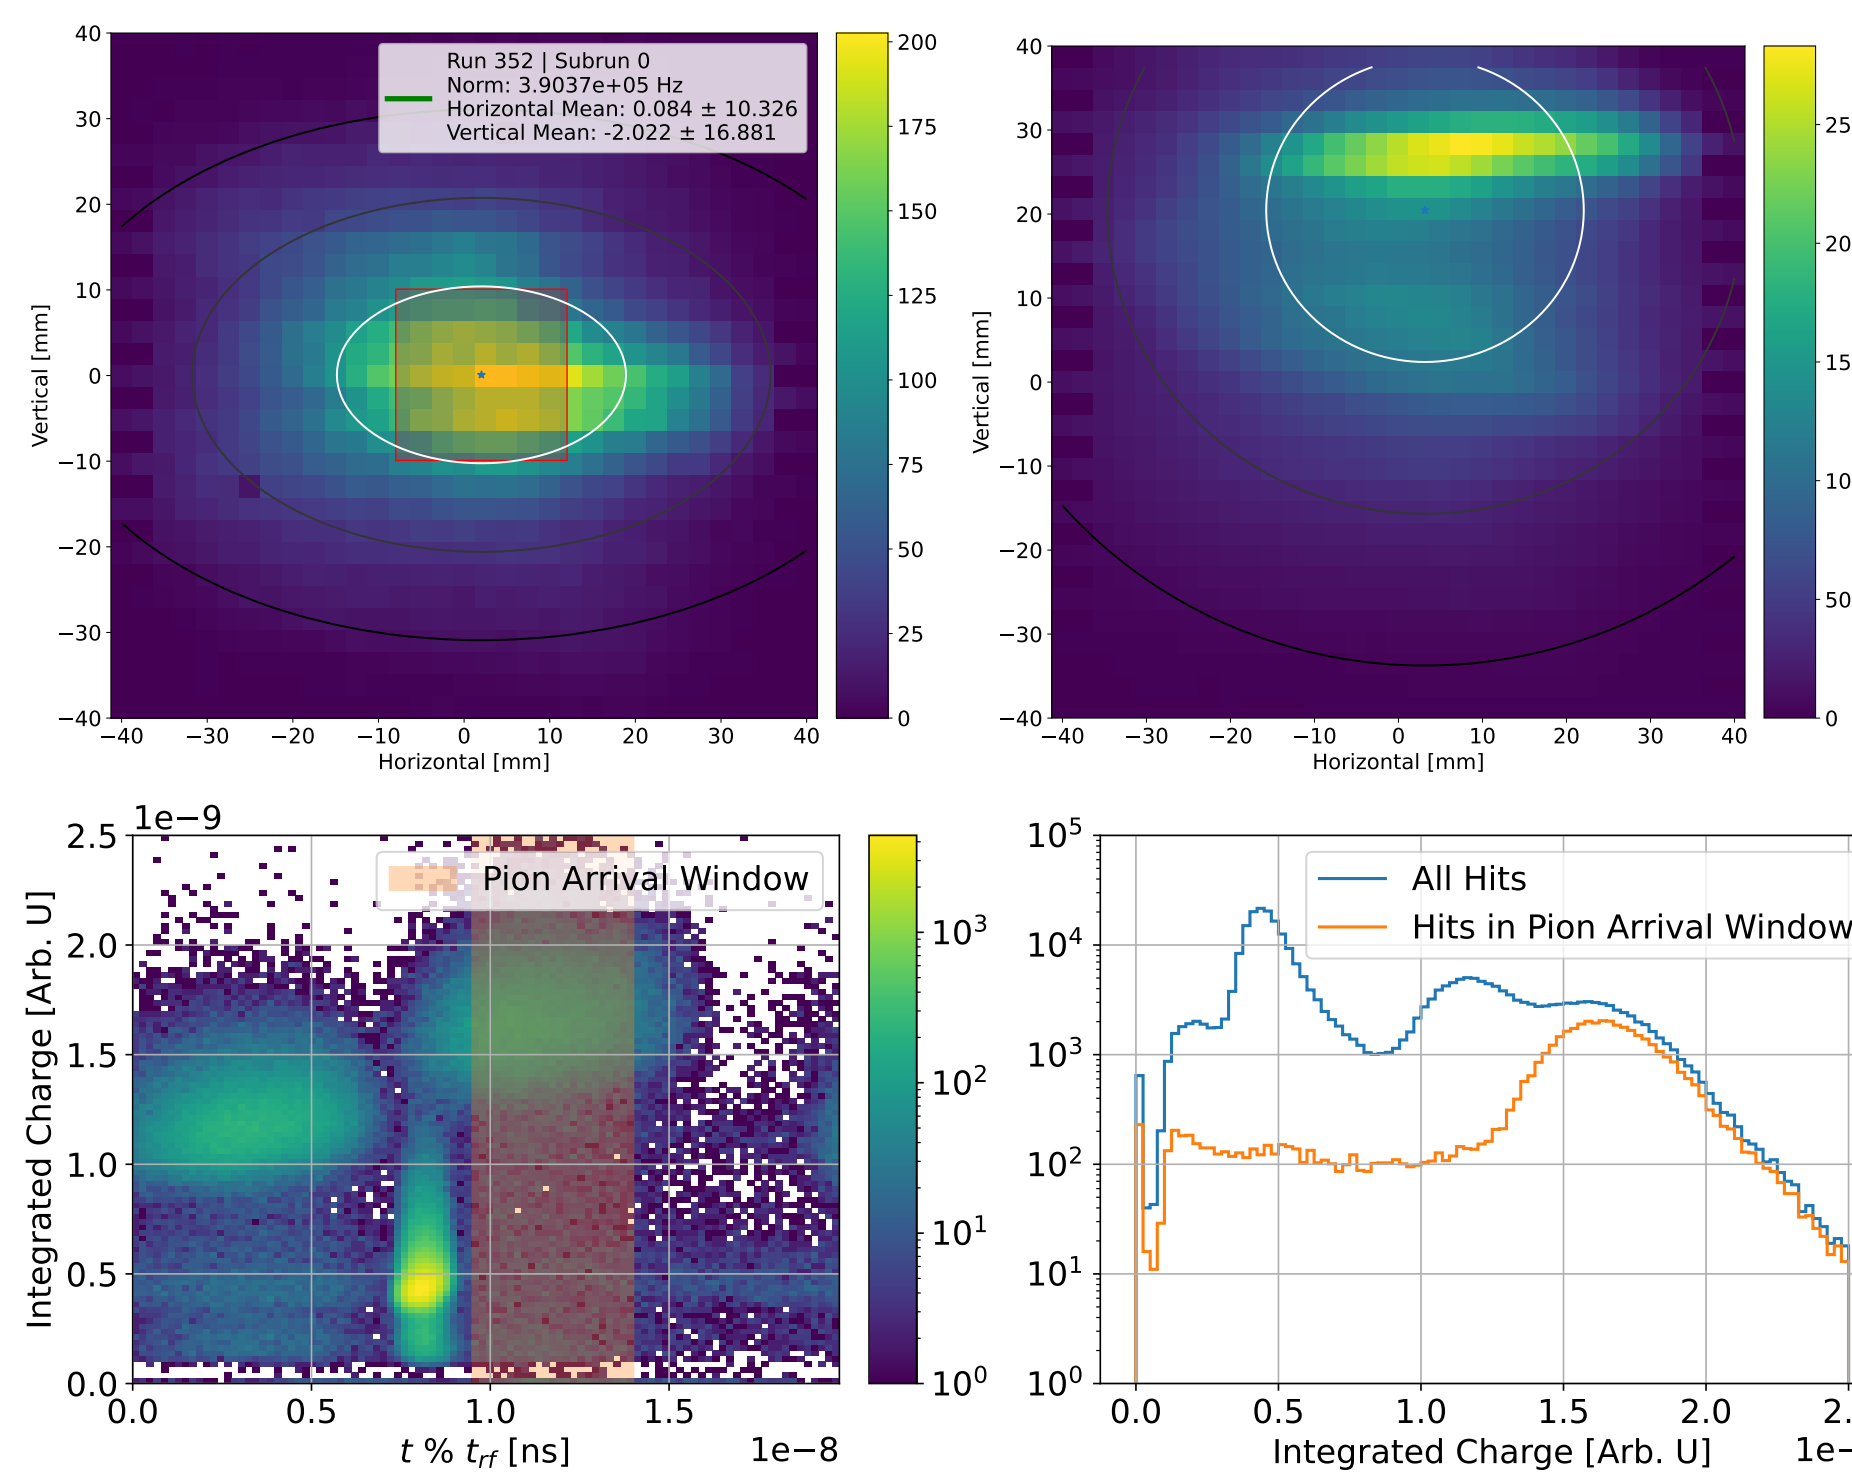 40
30
20
10
0
−10
−20
−30
−40
Vertical [mm]
Run 352 | Subrun 0
Norm: 3.9037e+05 Hz
Horizontal Mean: 0.084 ± 10.326
Vertical Mean: -2.022 ± 16.881
−40 −30 −20 −10 0 10 20 30 40
Horizontal [mm]
200
175
150
125
100
75
50
25
0
40
30
20
10
0
−10
−20
−30
−40
Vertical [mm]
−40 −30 −20 −10 0 10 20 30 40
Horizontal [mm]
25
20
15
10
50
0
1e−9
2.5
2.0
1.5
1.0
0.5
0.0
Integrated Charge [Arb. U]
Pion Arrival Window
0.0 0.5 1.0 1.5
t % t_rf [ns]
1e−8
10³
10²
10¹
10⁰
10⁵
10⁴
10³
10²
10¹
10⁰
All Hits
Hits in Pion Arrival Window
0.0 0.5 1.0 1.5 2.0 2.
Integrated Charge [Arb. U]
1e−